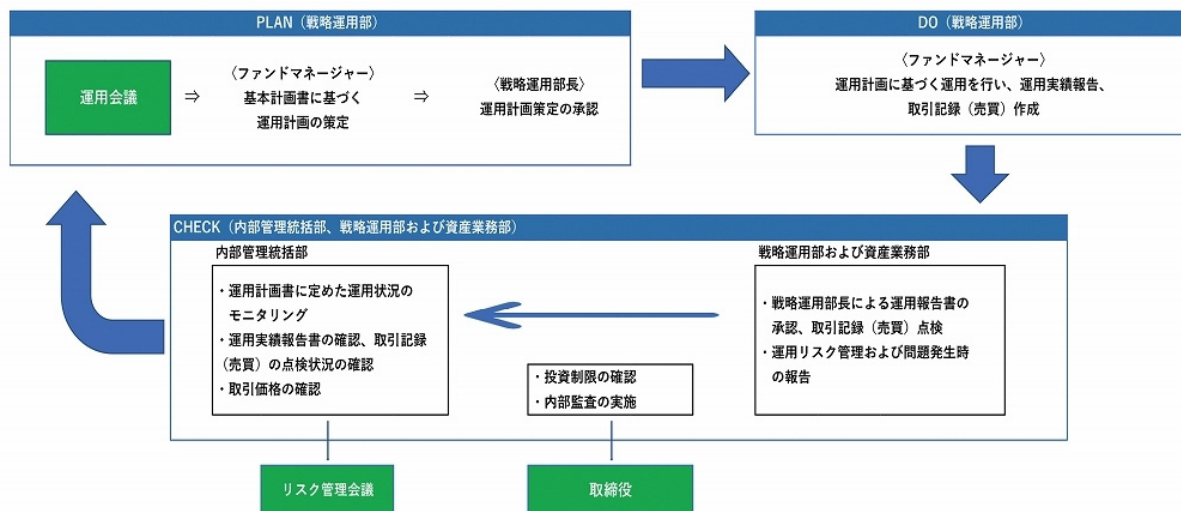 PLAN（戦略運用部）
運用会議
⇒
〈ファンドマネージャー〉
基本計画書に基づく
運用計画の策定
⇒
〈戦略運用部長〉
運用計画策定の承認
DO（戦略運用部）
〈ファンドマネージャー〉
運用計画に基づく運用を行い、運用実績報告、
取引記録（売買）作成
CHECK（内部管理統括部、戦略運用部および資産業務部）
内部管理統括部
・運用計画書に定めた運用状況の
モニタリング
・運用実績報告書の確認、取引記録
（売買）の点検状況の確認
・取引価格の確認
・投資制限の確認
・内部監査の実施
戦略運用部および資産業務部
・戦略運用部長による運用報告書の
承認、取引記録（売買）点検
・運用リスク管理および問題発生時
の報告
リスク管理会議
取締役